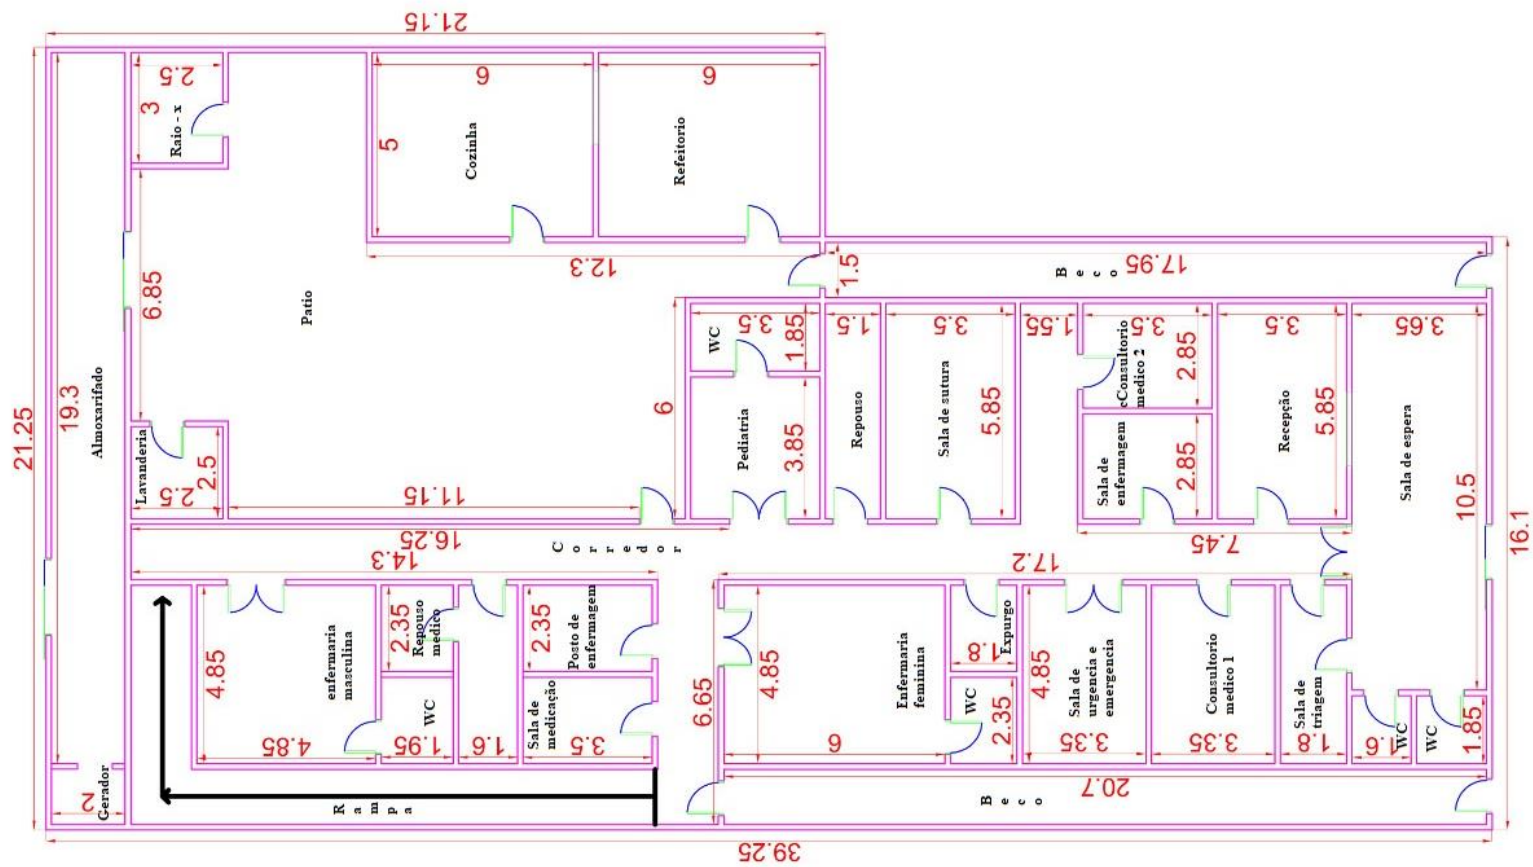 21.15
2.5
3
Raio - x
6
6
5
Cozinha
Refeitorio
12.3
21.25
19.3
Almoxarifado
6.85
Patio
1.5
B e c o
17.95
Lavanderia
2.5
2.5
11.15
6
WC
3.5
1.85
Pediatria
3.85
1.5
Repouso
3.5
Sala de sutura
5.85
1.55
3.5
cConsultorio
medico 2
2.85
Sala de
enfermagem
2.85
3.5
Recepção
5.85
3.65
Sala de espera
10.5
16.1
16.25
C o r r e d o r
14.3
7.45
17.2
4.85
enfermaria
masculina
4.85
2.35
Repouso
medico
WC
1.95
1.6
2.35
Posto de
enfermagem
Sala de
medicação
3.5
6.65
4.85
Enfermaria
feminina
6
Expurgo
1.8
WC
2.35
4.85
Sala de
urgencia e
emergencia
3.35
Consultorio
medico 1
3.35
Sala de
triagem
1.8
1.6
WC
WC
1.85
2
Gerador
R a m p a
B e c o
20.7
39.25